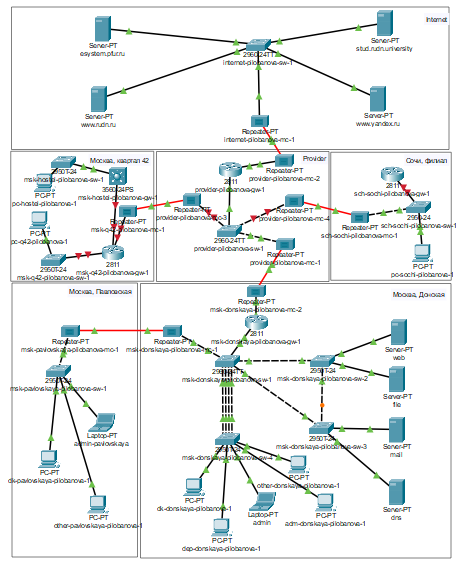 Internet
Server-PT
esystem.pfur.ru
Server-PT
stud.rudn.university
2960-24TT
internet-pilobanova-sw-1
Server-PT
www.rudn.ru
Server-PT
www.yandex.ru
Repeater-PT
internet-pilobanova-mc-1
Москва, квартал 42
2950T-24
msk-hostel-pilobanova-sw-1
PC-PT
pc-hostel-pilobanova-1
3560-24PS
msk-hostel-pilobanova-gw-1
Repeater-PT
msk-q42-pilobanova-mc-1
PC-PT
pc-q42-pilobanova-1
2950T-24
msk-q42-pilobanova-sw-1
2811
msk-q42-pilobanova-gw-1
Provider
Repeater-PT
provider-pilobanova-mc-2
2811
provider-pilobanova-gw-1
Repeater-PT
Repeater-PT
2960-24TT
provider-pilobanova-sw-1
Repeater-PT
provider-pilobanova-mc-1
Сочи, филиал
2811
sch-sochi-pilobanova-gw-1
2950-24
sch-sochi-pilobanova-sw-1
Repeater-PT
sch-sochi-pilobanova-mc-1
PC-PT
pc-sochi-pilobanova-1
Москва, Павловская
Repeater-PT
msk-pavlovskaya-pilobanova-mc-1
2950T-24
msk-pavlovskaya-pilobanova-sw-1
Laptop-PT
admin-pavlovskaya
PC-PT
dk-pavlovskaya-pilobanova-1
PC-PT
other-pavlovskaya-pilobanova-1
Москва, Донская
Repeater-PT
msk-donskaya-pilobanova-mc-2
2811
msk-donskaya-pilobanova-gw-1
Repeater-PT
msk-donskaya-pilobanova-mc-1
msk-donskaya-pilobanova-sw-1
2950T-24
msk-donskaya-pilobanova-sw-2
Server-PT
web
Server-PT
file
2950T-24
msk-donskaya-pilobanova-sw-3
Server-PT
mail
2950T-24
msk-donskaya-pilobanova-sw-4
PC-PT
other-donskaya-pilobanova-1
PC-PT
dk-donskaya-pilobanova-1
Laptop-PT
admin
PC-PT
adm-donskaya-pilobanova-1
Server-PT
dns
PC-PT
dep-donskaya-pilobanova-1